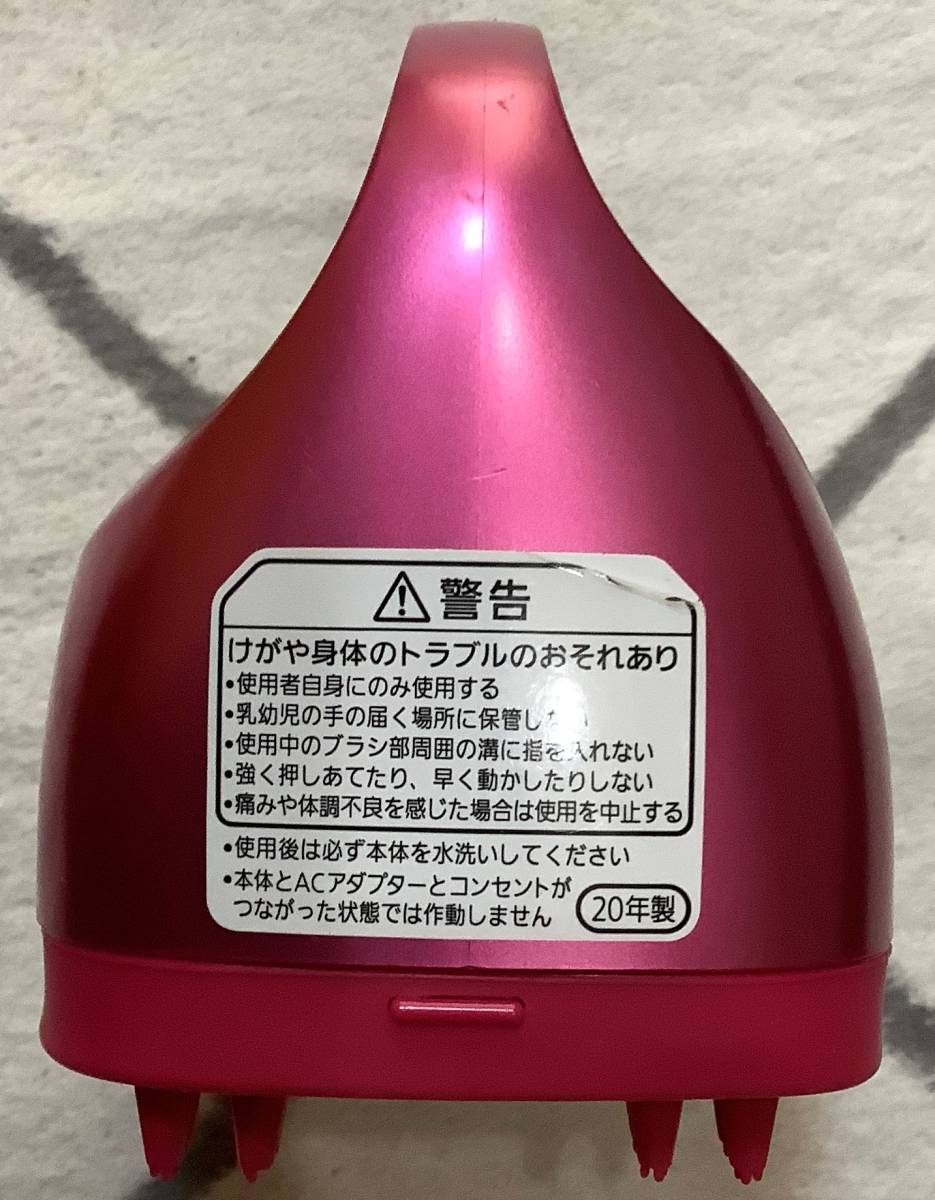 警告
けがや身体のトラブルのおそれあり
•使用者自身にのみ使用する
•乳幼児の手の届く場所に保管しない
•使用中のブラシ部周囲の溝に指を入れない
•強く押しあてたり、早く動かしたりしない
•痛みや体調不良を感じた場合は使用を中止する
•使用後は必ず本体を水洗いしてください
•本体とACアダプターとコンセントが
つながった状態では作動しません
20年製